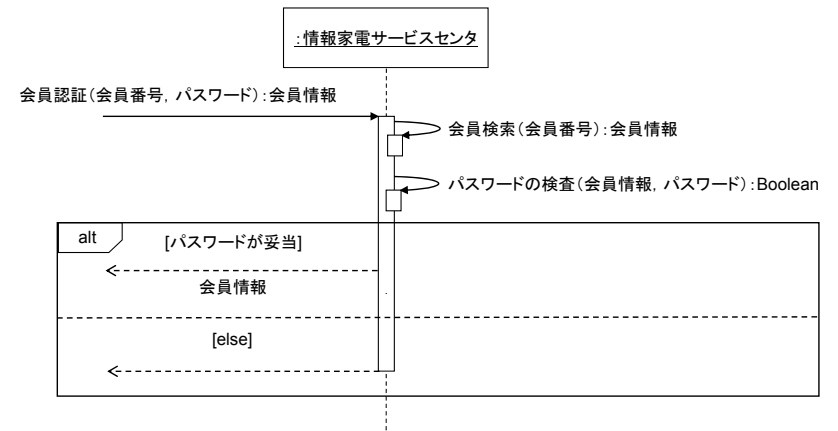 :情報家電サービスセンタ
会員認証(会員番号, パスワード):会員情報
会員検索(会員番号):会員情報
パスワードの検査(会員情報, パスワード):Boolean
alt
[パスワードが妥当]
会員情報
[else]